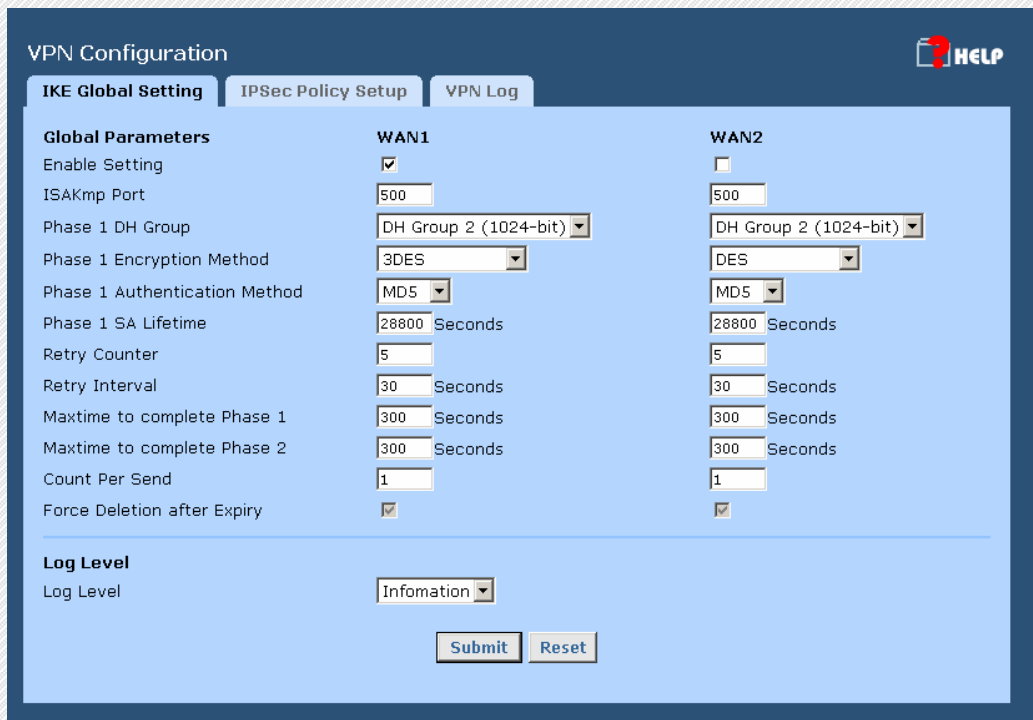 VPN Configuration
HELP
IKE Global Setting IPSec Policy Setup VPN Log
Global Parameters WAN1 WAN2
Enable Setting
ISAKmp Port 500 500
Phase 1 DH Group DH Group 2 (1024-bit) DH Group 2 (1024-bit)
Phase 1 Encryption Method 3DES DES
Phase 1 Authentication Method MD5 MD5
Phase 1 SA Lifetime 28800 Seconds 28800 Seconds
Retry Counter 5 5
Retry Interval 30 Seconds 30 Seconds
Maxtime to complete Phase 1 300 Seconds 300 Seconds
Maxtime to complete Phase 2 300 Seconds 300 Seconds
Count Per Send 1 1
Force Deletion after Expiry
Log Level
Log Level Infomation
Submit Reset